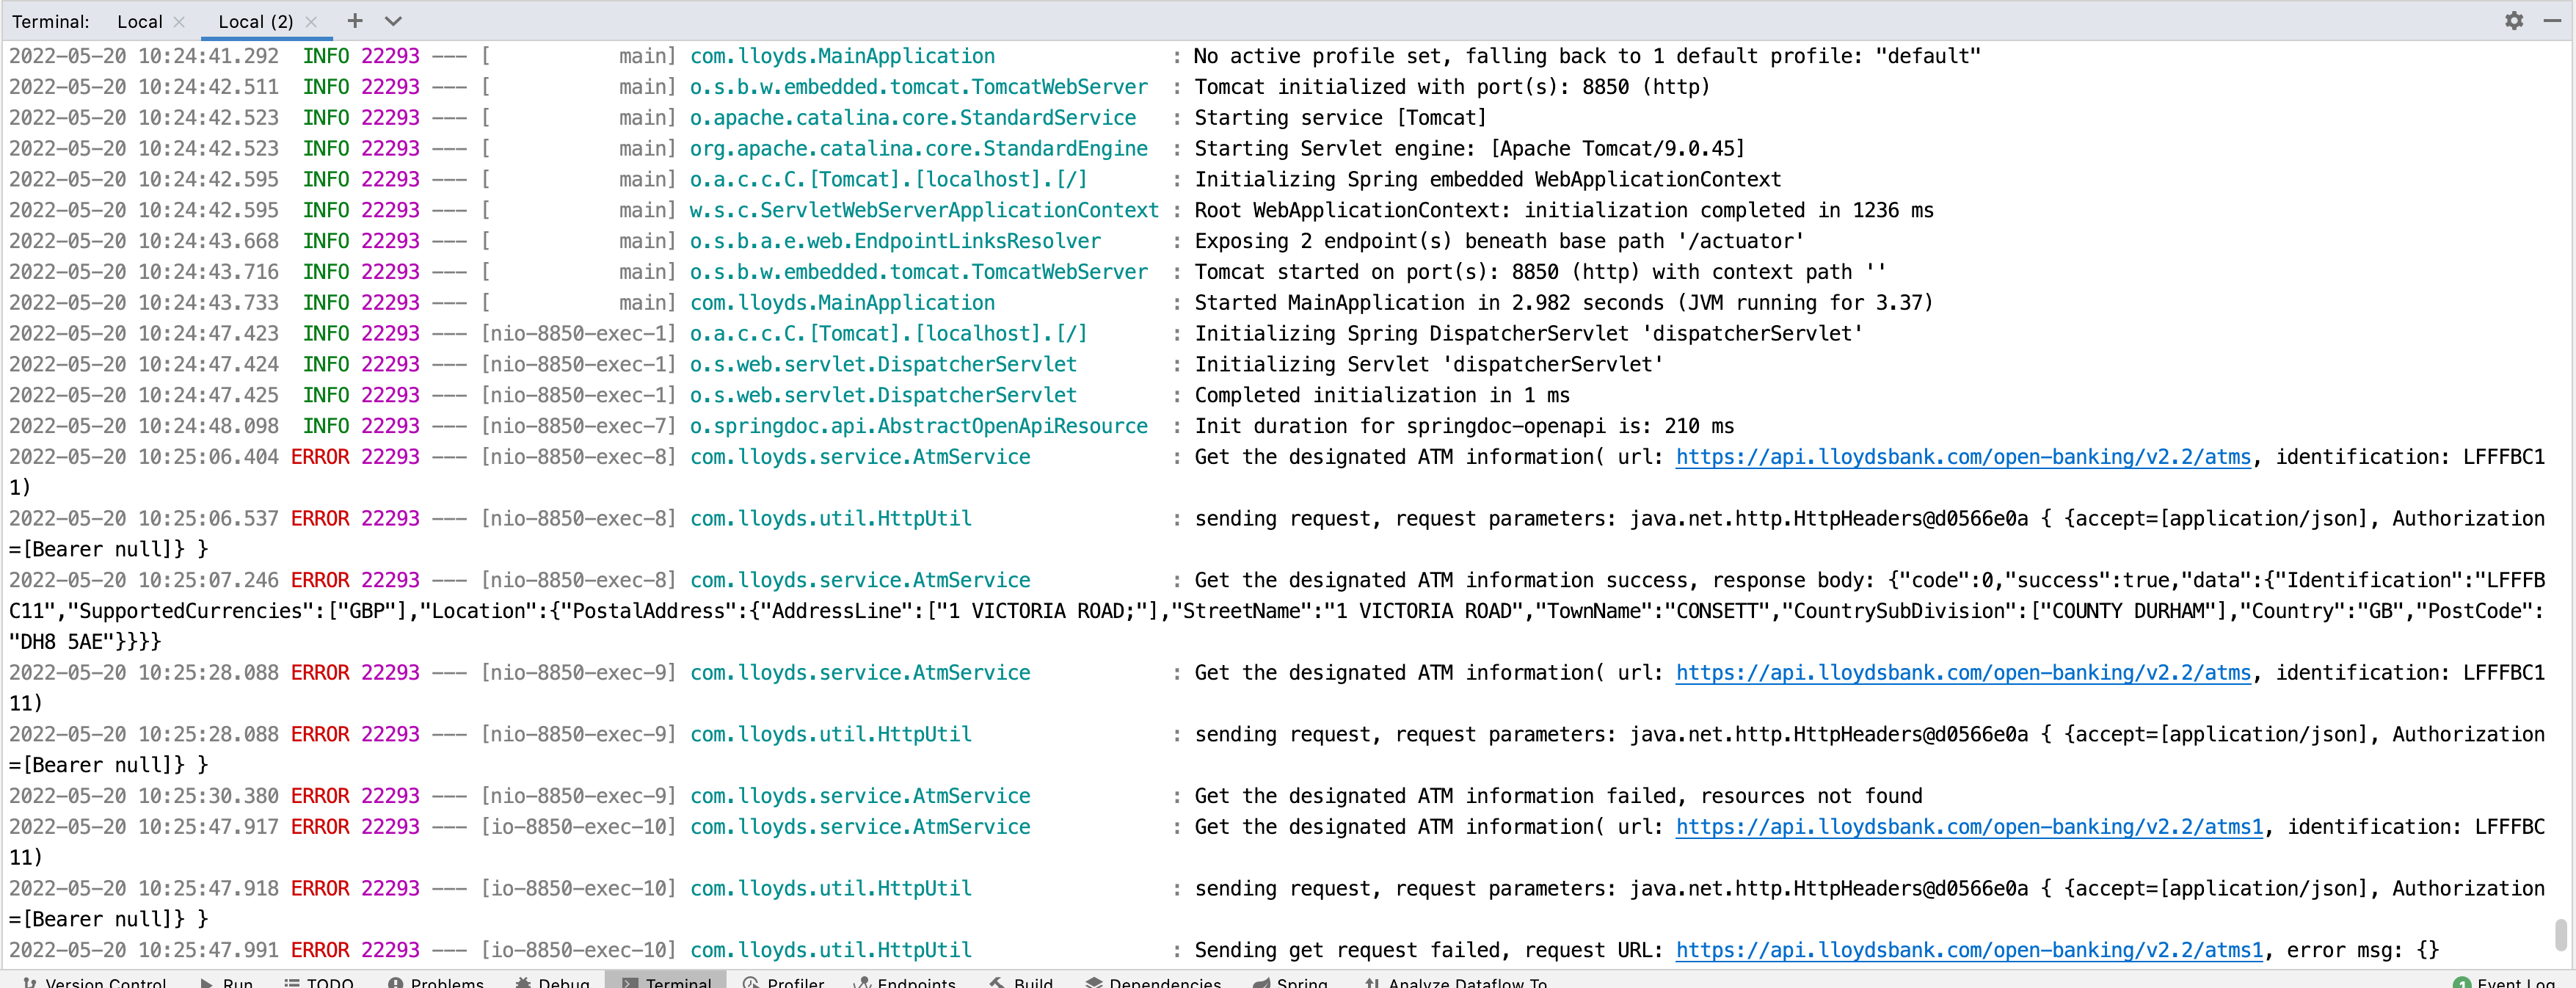 Terminal: Local × Local (2) × +
2022-05-20 10:24:41.292  INFO 22293 --- [           main] com.lloyds.MainApplication               : No active profile set, falling back to 1 default profile: "default"
2022-05-20 10:24:42.511  INFO 22293 --- [           main] o.s.b.w.embedded.tomcat.TomcatWebServer  : Tomcat initialized with port(s): 8850 (http)
2022-05-20 10:24:42.523  INFO 22293 --- [           main] o.apache.catalina.core.StandardService   : Starting service [Tomcat]
2022-05-20 10:24:42.523  INFO 22293 --- [           main] org.apache.catalina.core.StandardEngine  : Starting Servlet engine: [Apache Tomcat/9.0.45]
2022-05-20 10:24:42.595  INFO 22293 --- [           main] o.a.c.c.C.[Tomcat].[localhost].[/]       : Initializing Spring embedded WebApplicationContext
2022-05-20 10:24:42.595  INFO 22293 --- [           main] w.s.c.ServletWebServerApplicationContext : Root WebApplicationContext: initialization completed in 1236 ms
2022-05-20 10:24:43.668  INFO 22293 --- [           main] o.s.b.a.e.web.EndpointLinksResolver      : Exposing 2 endpoint(s) beneath base path '/actuator'
2022-05-20 10:24:43.716  INFO 22293 --- [           main] o.s.b.w.embedded.tomcat.TomcatWebServer  : Tomcat started on port(s): 8850 (http) with context path ''
2022-05-20 10:24:43.733  INFO 22293 --- [           main] com.lloyds.MainApplication               : Started MainApplication in 2.982 seconds (JVM running for 3.37)
2022-05-20 10:24:47.423  INFO 22293 --- [nio-8850-exec-1] o.a.c.c.C.[Tomcat].[localhost].[/]       : Initializing Spring DispatcherServlet 'dispatcherServlet'
2022-05-20 10:24:47.424  INFO 22293 --- [nio-8850-exec-1] o.s.web.servlet.DispatcherServlet        : Initializing Servlet 'dispatcherServlet'
2022-05-20 10:24:47.425  INFO 22293 --- [nio-8850-exec-1] o.s.web.servlet.DispatcherServlet        : Completed initialization in 1 ms
2022-05-20 10:24:48.098  INFO 22293 --- [nio-8850-exec-7] o.springdoc.api.AbstractOpenApiResource  : Init duration for springdoc-openapi is: 210 ms
2022-05-20 10:25:06.404 ERROR 22293 --- [nio-8850-exec-8] com.lloyds.service.AtmService            : Get the designated ATM information( url: https://api.lloydsbank.com/open-banking/v2.2/atms, identification: LFFFBC1
1)
2022-05-20 10:25:06.537 ERROR 22293 --- [nio-8850-exec-8] com.lloyds.util.HttpUtil                 : sending request, request parameters: java.net.http.HttpHeaders@d0566e0a { {accept=[application/json], Authorization
=[Bearer null]} }
2022-05-20 10:25:07.246 ERROR 22293 --- [nio-8850-exec-8] com.lloyds.service.AtmService            : Get the designated ATM information success, response body: {"code":0,"success":true,"data":{"Identification":"LFFFB
C11","SupportedCurrencies":["GBP"],"Location":{"PostalAddress":{"AddressLine":["1 VICTORIA ROAD;"],"StreetName":"1 VICTORIA ROAD","TownName":"CONSETT","CountrySubDivision":["COUNTY DURHAM"],"Country":"GB","PostCode":
"DH8 5AE"}}}}
2022-05-20 10:25:28.088 ERROR 22293 --- [nio-8850-exec-9] com.lloyds.service.AtmService            : Get the designated ATM information( url: https://api.lloydsbank.com/open-banking/v2.2/atms, identification: LFFFBC1
11)
2022-05-20 10:25:28.088 ERROR 22293 --- [nio-8850-exec-9] com.lloyds.util.HttpUtil                 : sending request, request parameters: java.net.http.HttpHeaders@d0566e0a { {accept=[application/json], Authorization
=[Bearer null]} }
2022-05-20 10:25:30.380 ERROR 22293 --- [nio-8850-exec-9] com.lloyds.service.AtmService            : Get the designated ATM information failed, resources not found
2022-05-20 10:25:47.917 ERROR 22293 --- [io-8850-exec-10] com.lloyds.service.AtmService            : Get the designated ATM information( url: https://api.lloydsbank.com/open-banking/v2.2/atms1, identification: LFFFBC
11)
2022-05-20 10:25:47.918 ERROR 22293 --- [io-8850-exec-10] com.lloyds.util.HttpUtil                 : sending request, request parameters: java.net.http.HttpHeaders@d0566e0a { {accept=[application/json], Authorization
=[Bearer null]} }
2022-05-20 10:25:47.991 ERROR 22293 --- [io-8850-exec-10] com.lloyds.util.HttpUtil                 : Sending get request failed, request URL: https://api.lloydsbank.com/open-banking/v2.2/atms1, error msg: {}
Version Control Run TODO Problems Debug Terminal Profiler Endpoints Build Dependencies Spring Analyze Dataflow To 1 Event Log